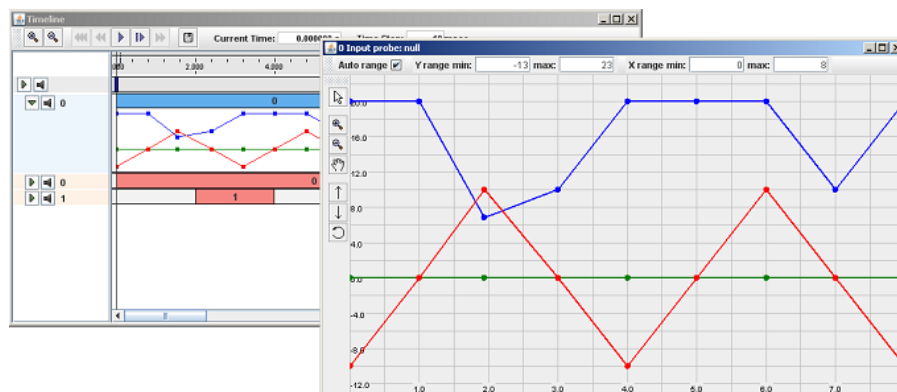 Timeline
Current Time: 0.000000 s
2.000 4.000
0
0
0 0
1 1
0 Input probe: null
Auto range Y range min: -13 max: 23 X range min: 0 max: 8
20.0
16.0
12.0
8.0
4.0
0.0
-4.0
-8.0
-12.0
1.0 2.0 3.0 4.0 5.0 6.0 7.0